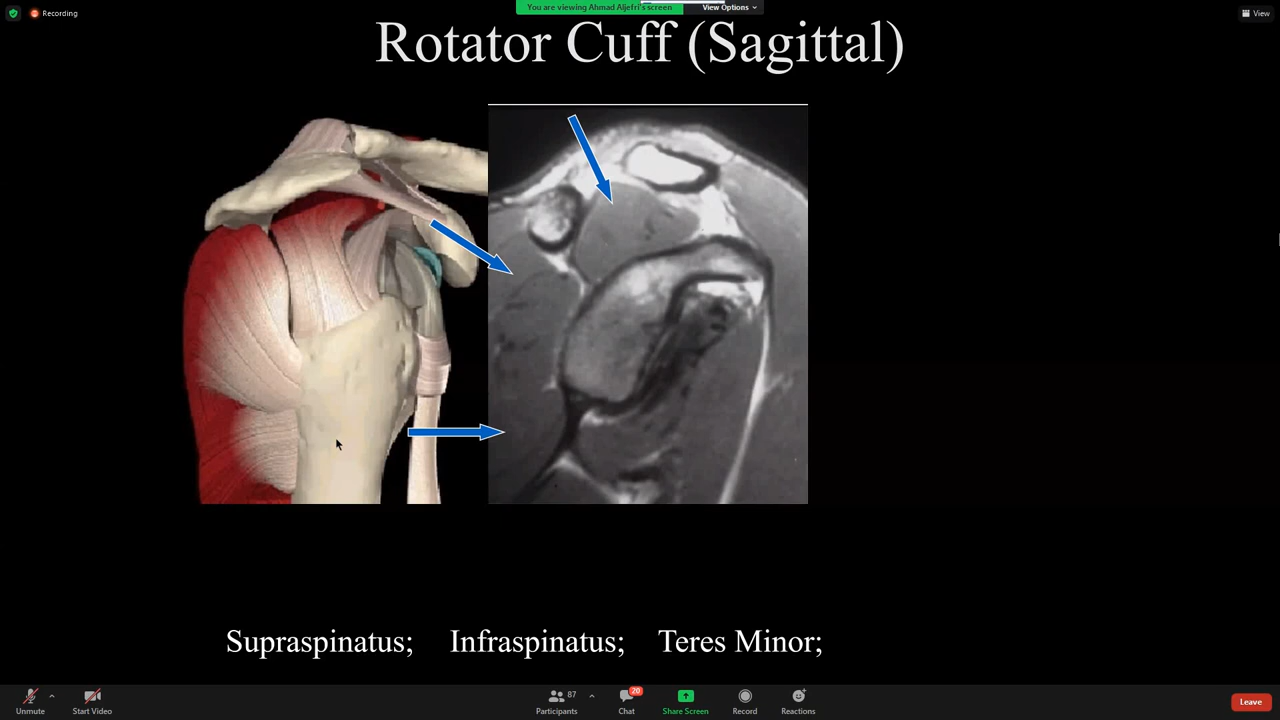 Recording
You are viewing Ahmad Aljefri's screen
View Options
View
Rotator Cuff (Sagittal)
Supraspinatus; Infraspinatus; Teres Minor;
Unmute
Start Video
87
Participants
20
Chat
Share Screen
Record
Reactions
Leave